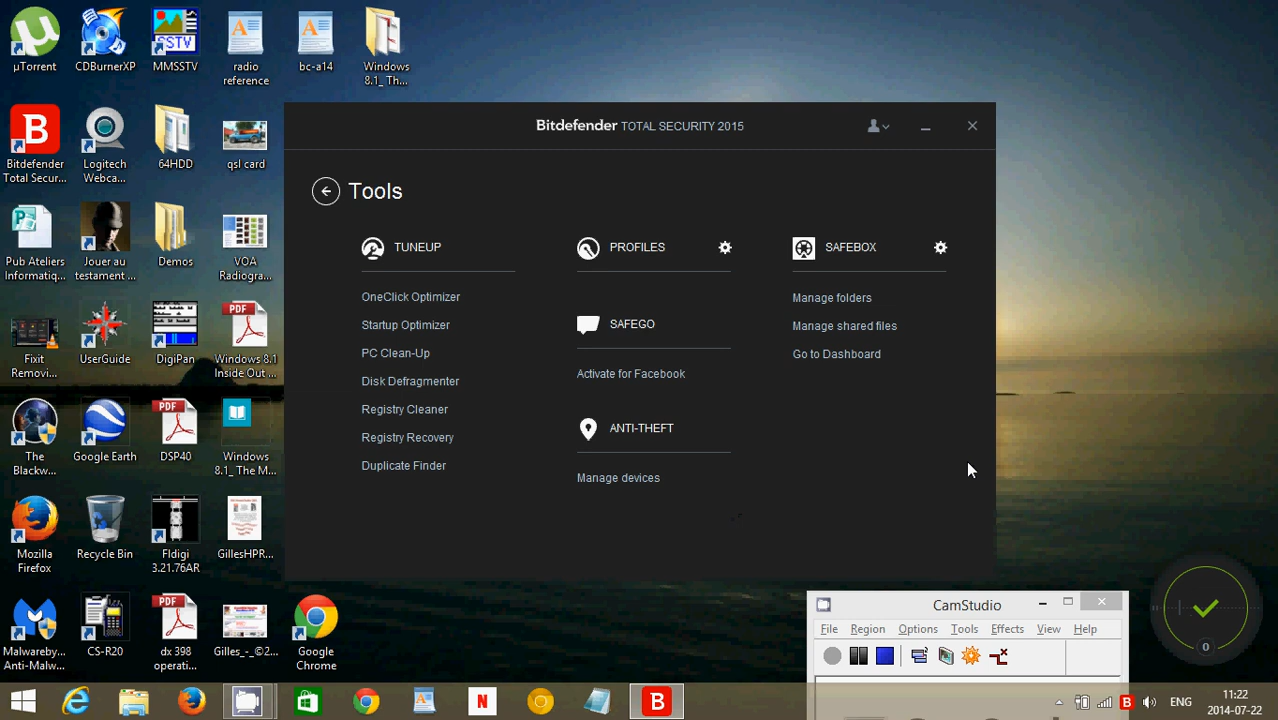 µTorrent
CDBurnerXP
MMSSTV
radio
reference
bc-a14
Windows
8.1_ Th...
Bitdefender
Total Secur...
Logitech
Webca...
64HDD
qsl card
Pub Ateliers
Informatiq...
Jouer au
testament ...
Demos
VOA
Radiogra...
Fixit
Removi...
UserGuide
DigiPan
Windows 8.1
Inside Out ...
The
Blackw...
Google Earth
DSP40
Windows
8.1_ The M...
Mozilla
Firefox
Recycle Bin
Fldigi
3.21.76AR
GillesHPR...
Malwareby...
Anti-Malw...
CS-R20
dx 398
operati...
Gilles_-_©2...
Google
Chrome
Bitdefender TOTAL SECURITY 2015
Tools
TUNEUP
OneClick Optimizer
Startup Optimizer
PC Clean-Up
Disk Defragmenter
Registry Cleaner
Registry Recovery
Duplicate Finder
PROFILES
SAFEGO
Activate for Facebook
ANTI-THEFT
Manage devices
SAFEBOX
Manage folders
Manage shared files
Go to Dashboard
0
CamStudio
File Region Options Tools Effects View Help
ENG
11:22
2014-07-22